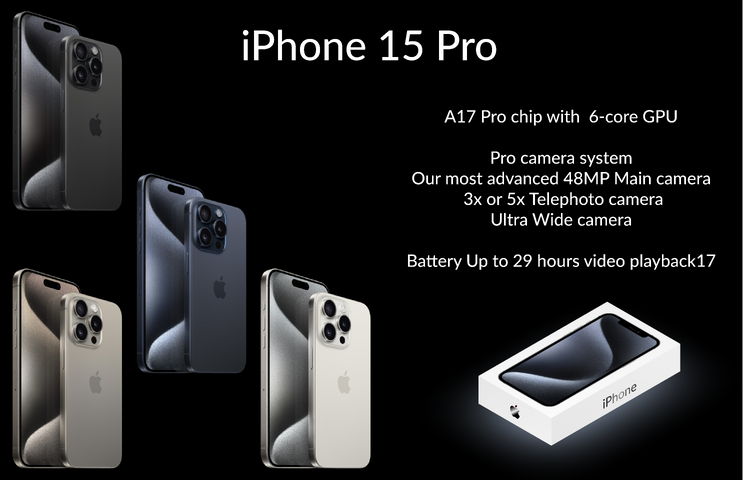 iPhone 15 Pro
A17 Pro chip with  6-core GPU
Pro camera system
Our most advanced 48MP Main camera
3x or 5x Telephoto camera
Ultra Wide camera
Battery Up to 29 hours video playback17
iPhone